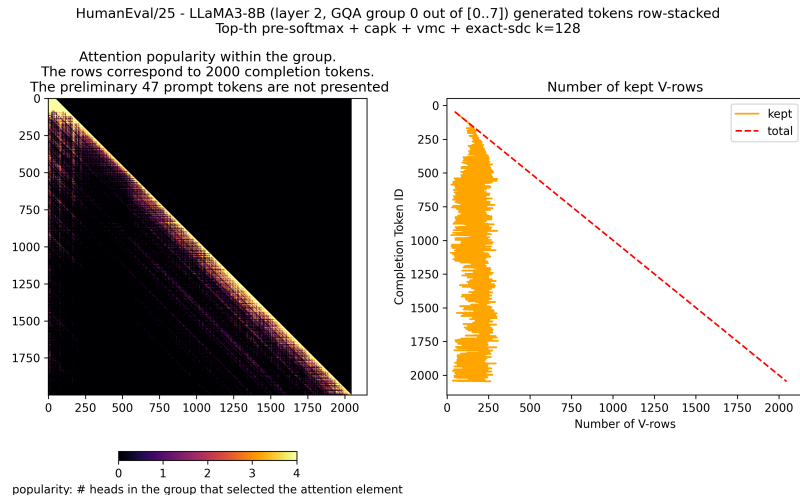 HumanEval/25 - LLaMA3-8B (layer 2, GQA group 0 out of [0..7]) generated tokens row-stacked
Top-th pre-softmax + capk + vmc + exact-sdc k=128
Attention popularity within the group.
The rows correspond to 2000 completion tokens.
The preliminary 47 prompt tokens are not presented
0
250
500
750
1000
1250
1500
1750
0 250 500 750 1000 1250 1500 1750 2000
0 1 2 3 4
popularity: # heads in the group that selected the attention element
Number of kept V-rows
kept
total
Completion Token ID
0
250
500
750
1000
1250
1500
1750
2000
0 250 500 750 1000 1250 1500 1750 2000
Number of V-rows